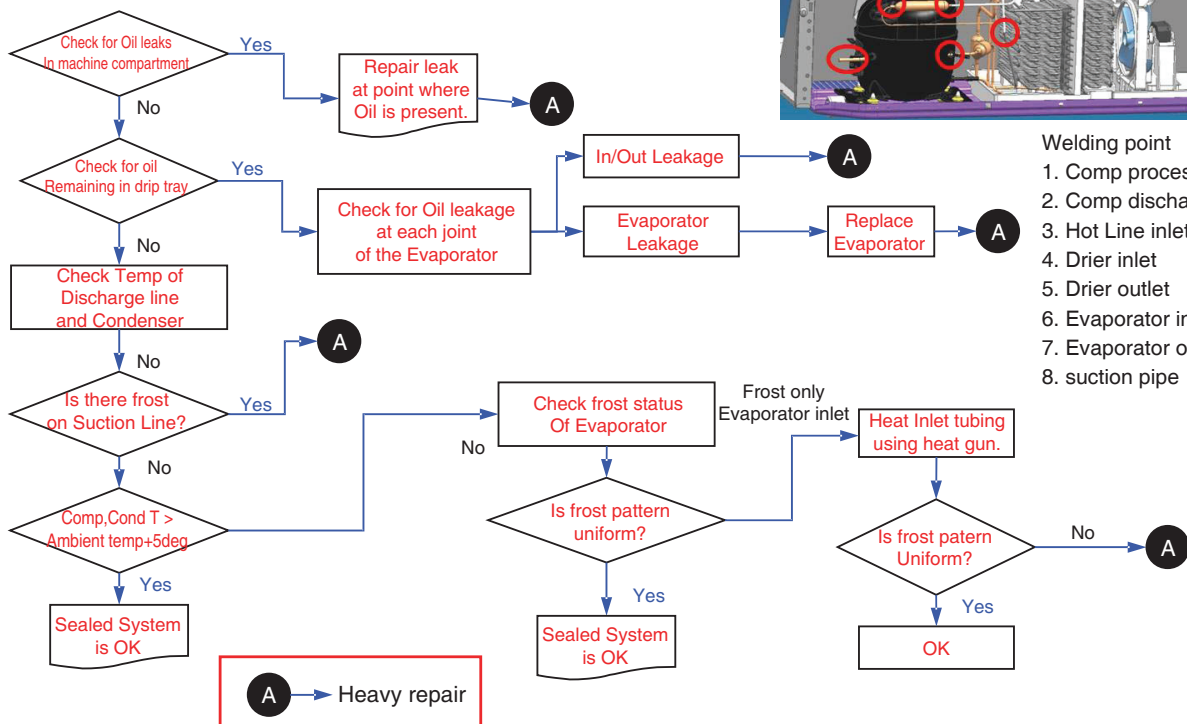 Check for Oil leaks
In machine compartment
Yes
Repair leak
at point where
Oil is present.
A
No
Check for oil
Remaining in drip tray
Yes
Check for Oil leakage
at each joint
of the Evaporator
In/Out Leakage
A
Evaporator
Leakage
Replace
Evaporator
A
No
Check Temp of
Discharge line
and Condenser
No
Is there frost
on Suction Line?
Yes
A
No
Comp,Cond T >
Ambient temp+5deg
Yes
Sealed System
is OK
Check frost status
Of Evaporator
No
Is frost pattern
uniform?
Yes
Sealed System
is OK
Frost only
Evaporator inlet
Heat Inlet tubing
using heat gun.
Is frost patern
Uniform?
No
A
Yes
OK
Welding point
1. Comp
2. Comp
3. Hot Line inlet
4. Drier inlet
5. Drier outlet
6. Evaporator
7. Evaporator
8. suction pipe
A
Heavy repair